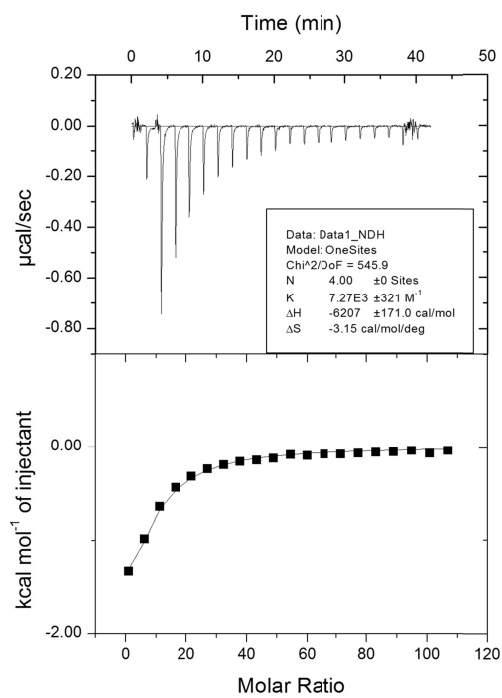 Time (min)
0 10 20 30 40 50
0.20
0.00
-0.20
-0.40
-0.60
-0.80
µcal/sec
Data: Data1_NDH
Model: OneSites
Chi^2/DoF = 545.9
N 4.00 ±0 Sites
K 7.27E3 ±321 M⁻¹
ΔH -6207 ±171.0 cal/mol
ΔS -3.15 cal/mol/deg
0.00
-2.00
kcal mol⁻¹ of injectant
0 20 40 60 80 100 120
Molar Ratio